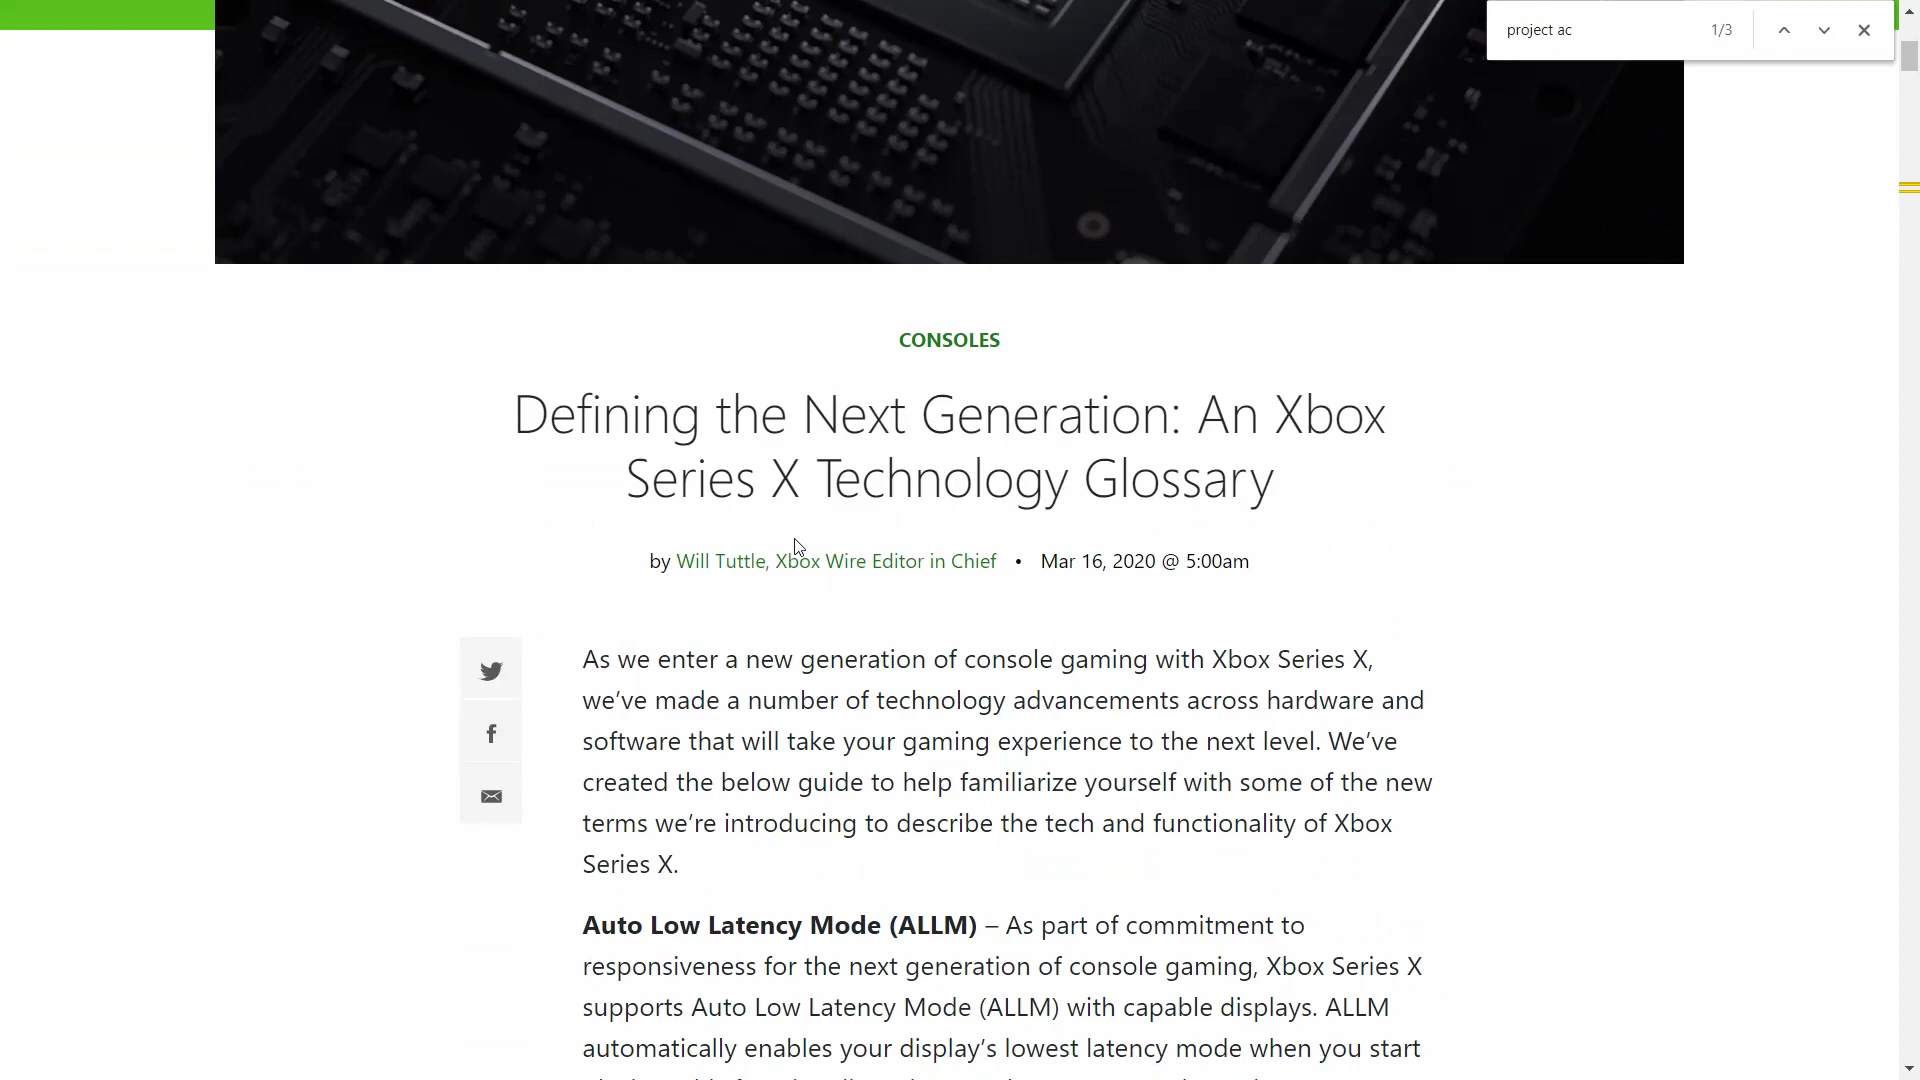 project ac 1/3
CONSOLES
Defining the Next Generation: An Xbox
Series X Technology Glossary
by Will Tuttle, Xbox Wire Editor in Chief • Mar 16, 2020 @ 5:00am
As we enter a new generation of console gaming with Xbox Series X,
we’ve made a number of technology advancements across hardware and
software that will take your gaming experience to the next level. We’ve
created the below guide to help familiarize yourself with some of the new
terms we’re introducing to describe the tech and functionality of Xbox
Series X.
Auto Low Latency Mode (ALLM) – As part of commitment to
responsiveness for the next generation of console gaming, Xbox Series X
supports Auto Low Latency Mode (ALLM) with capable displays. ALLM
automatically enables your display’s lowest latency mode when you start